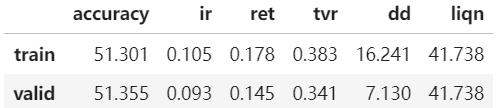 accuracy ir ret tvr dd liqn
train 51.301 0.105 0.178 0.383 16.241 41.738
valid 51.355 0.093 0.145 0.341 7.130 41.738